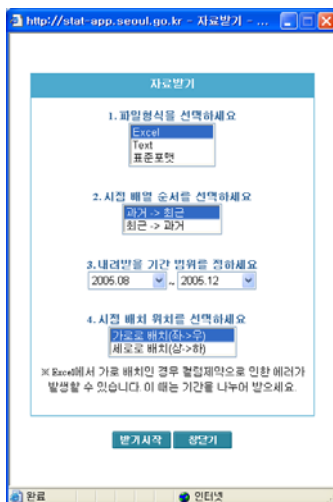 http://stat-app.seoul.go.kr - 자료받기 - ...
자료받기
1. 파일형식을 선택하세요
Excel
Text
표준포맷
2. 시점 배열 순서를 선택하세요
과거 -> 최근
최근 -> 과거
3. 내려받을 기간 범위를 정하세요
2005.08 ~ 2005.12
4. 시점 배치 위치를 선택하세요
가로로 배치(좌->우)
세로로 배치(상->하)
※ Excel에서 가로 배치인 경우 컬럼제약으로 인한 에러가
발생할 수 있습니다. 이 때는 기간을 나누어 받으세요.
받기시작 창닫기
완료 인터넷